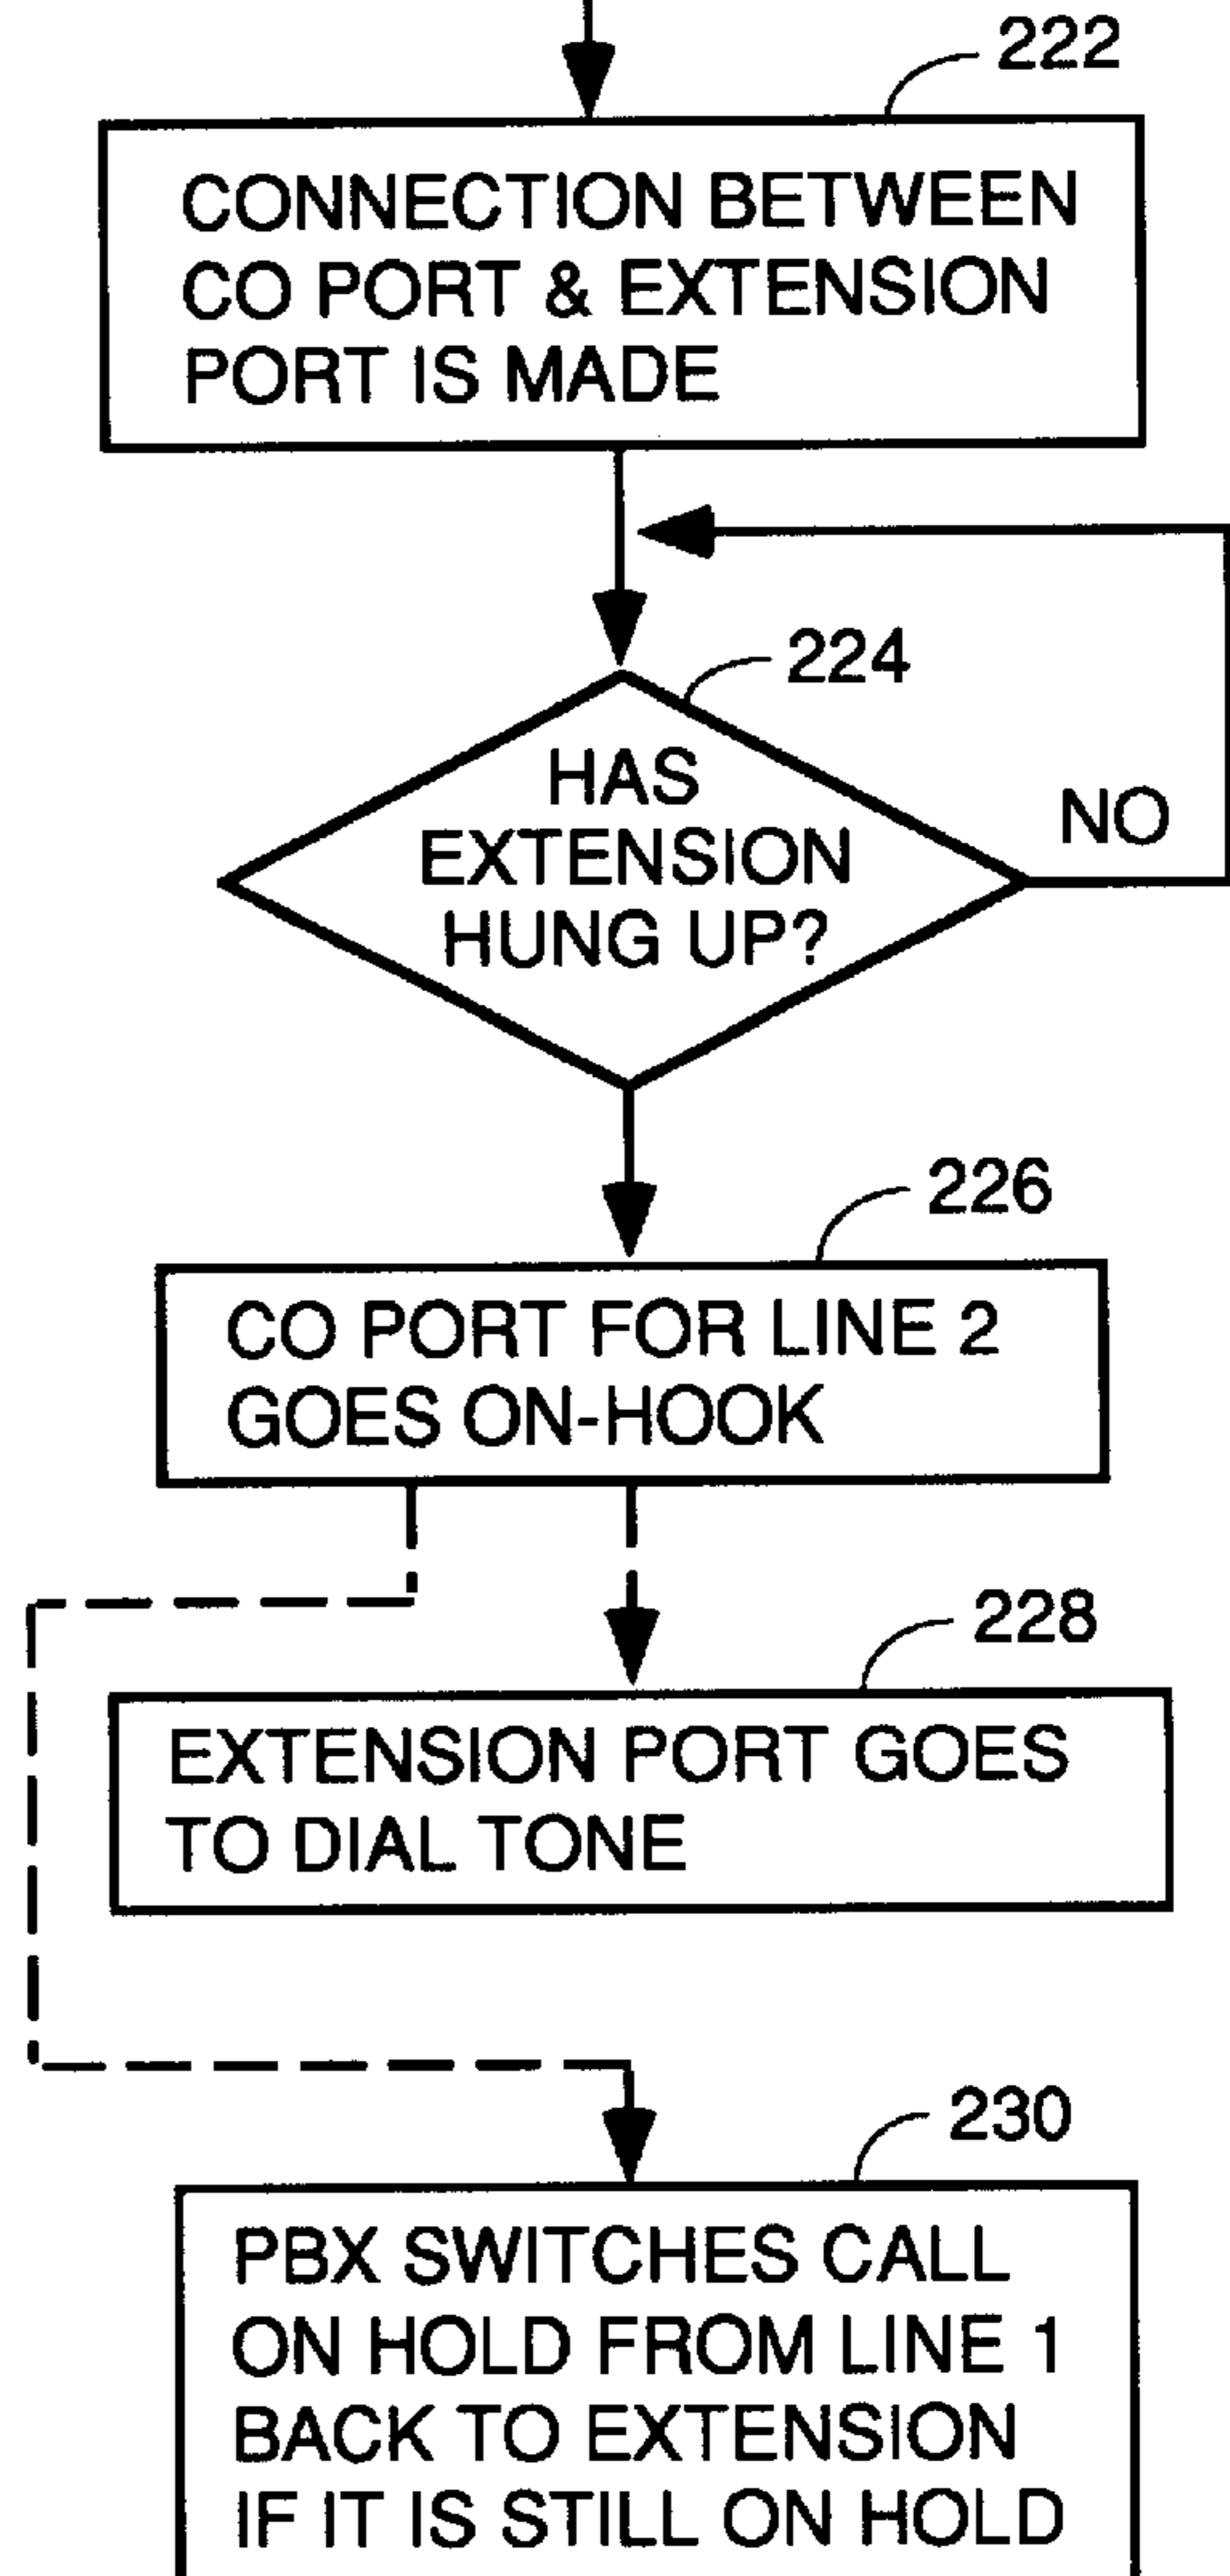 222
CONNECTION BETWEEN
CO PORT & EXTENSION
PORT IS MADE
224
HAS
EXTENSION
HUNG UP?
NO
226
CO PORT FOR LINE 2
GOES ON-HOOK
228
EXTENSION PORT GOES
TO DIAL TONE
230
PBX SWITCHES CALL
ON HOLD FROM LINE 1
BACK TO EXTENSION
IF IT IS STILL ON HOLD